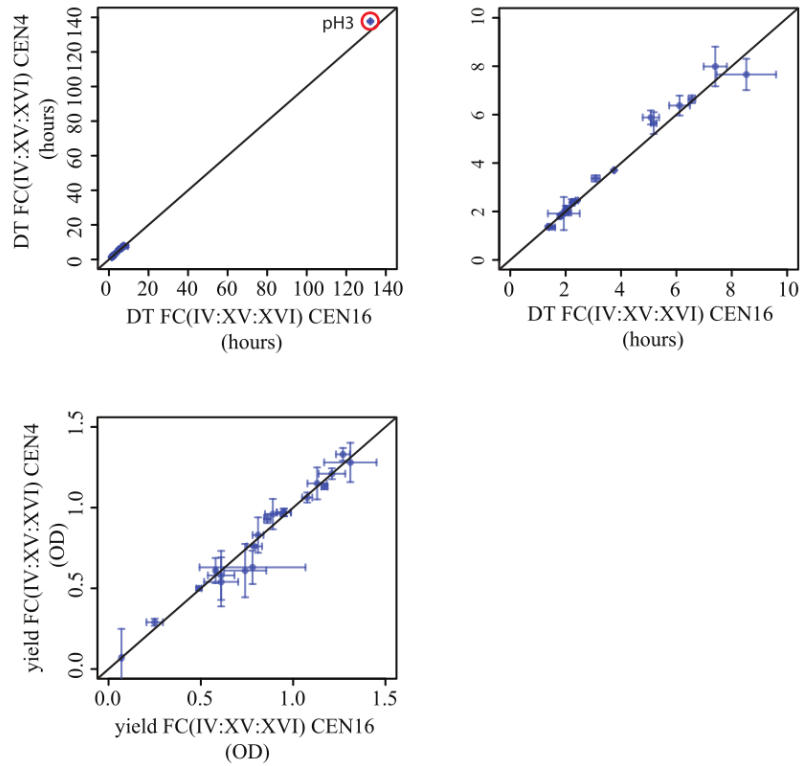 DT FC(IV:XV:XVI) CEN4
(hours)
0 20 40 60 80 100 120 140
pH3
0 20 40 60 80 100 120 140
DT FC(IV:XV:XVI) CEN16
(hours)
0 2 4 6 8 10
0 2 4 6 8 10
DT FC(IV:XV:XVI) CEN16
(hours)
yield FC(IV:XV:XVI) CEN4
(OD)
0.0 0.5 1.0 1.5
0.0 0.5 1.0 1.5
yield FC(IV:XV:XVI) CEN16
(OD)